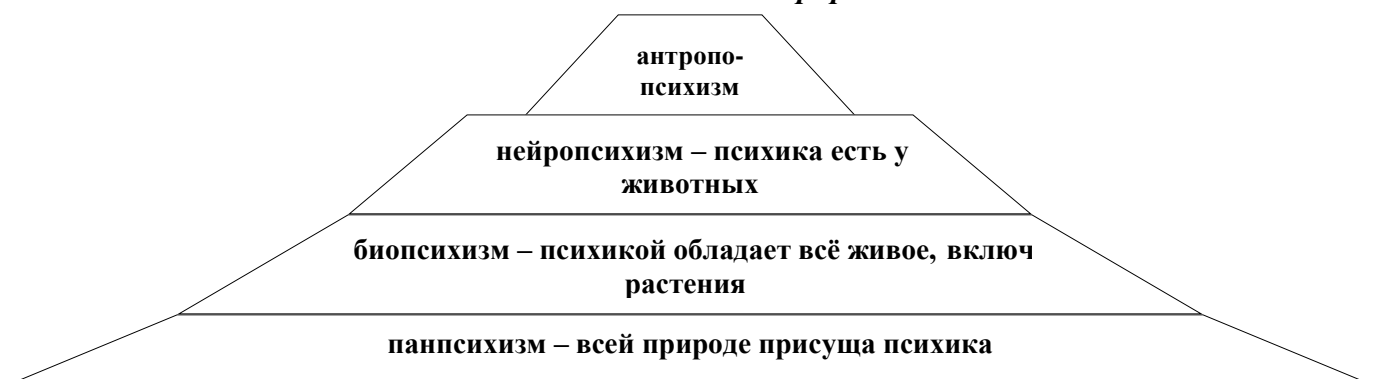 антропо-
психизм
нейропсихизм – психика есть у
животных
биопсихизм – психикой обладает всё живое, включ
растения
панпсихизм – всей природе присуща психика